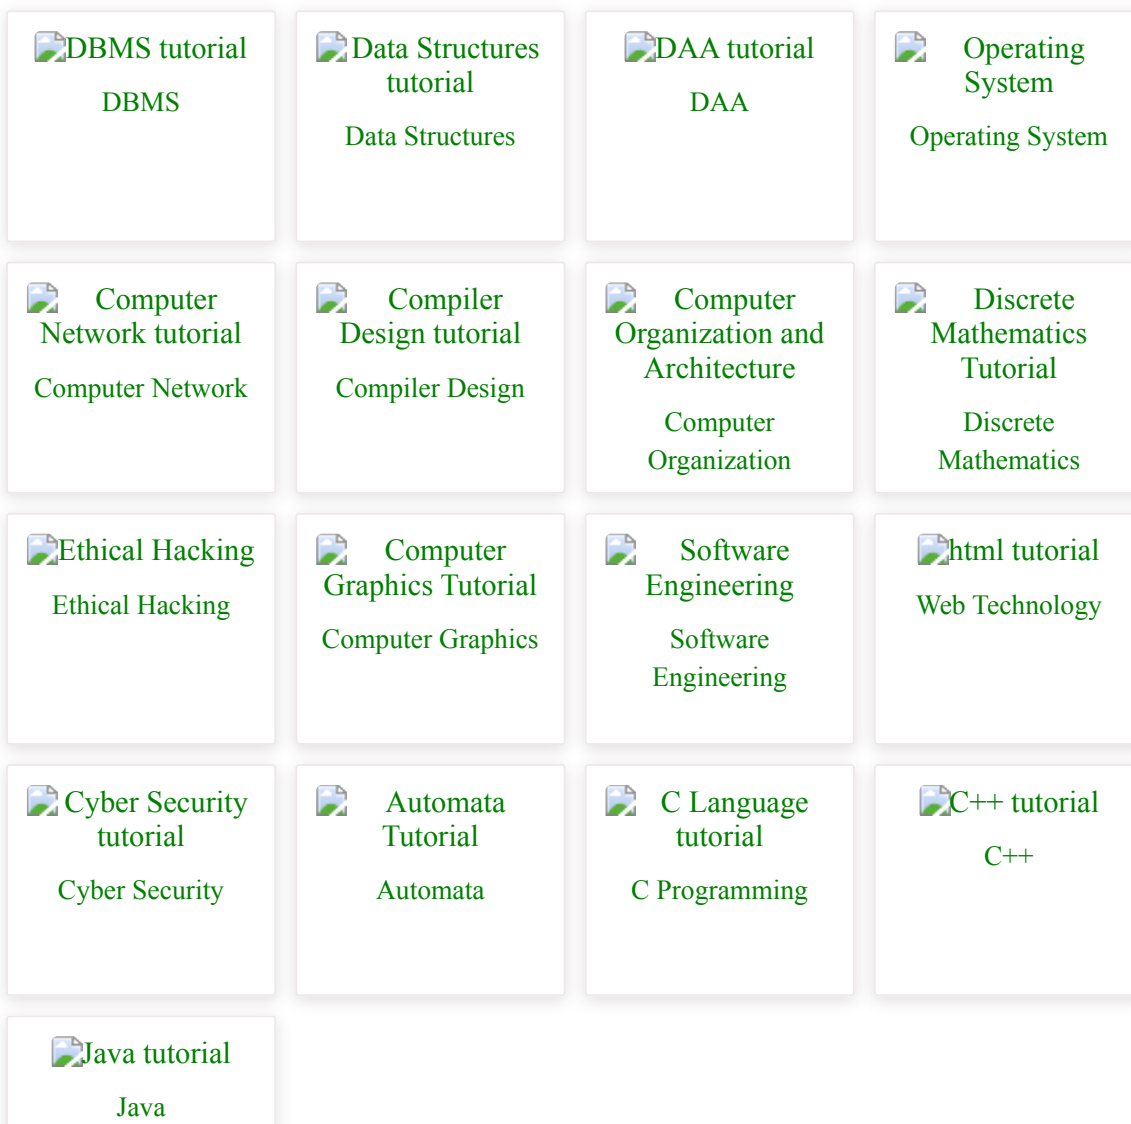 DBMS tutorial
DBMS
Data Structures
tutorial
Data Structures
DAA tutorial
DAA
Operating
System
Operating System
Computer
Network tutorial
Computer Network
Compiler
Design tutorial
Compiler Design
Computer
Organization and
Architecture
Computer
Organization
Discrete
Mathematics
Tutorial
Discrete
Mathematics
Ethical Hacking
Ethical Hacking
Computer
Graphics Tutorial
Computer Graphics
Software
Engineering
Software
Engineering
html tutorial
Web Technology
Cyber Security
tutorial
Cyber Security
Automata
Tutorial
Automata
C Language
tutorial
C Programming
C++ tutorial
C++
Java tutorial
Java